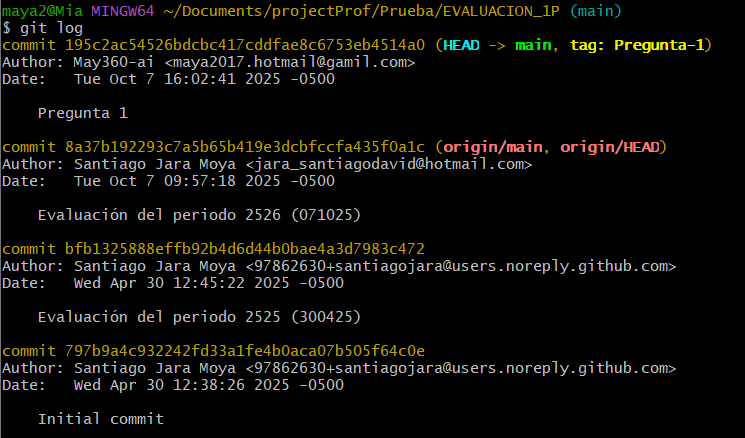 maya2@Mia MINGW64 ~/Documents/projectProf/Prueba/EVALUACION_1P (main)
$ git log
commit 195c2ac54526bdcbc417cddfae8c6753eb4514a0 (HEAD -> main, tag: Pregunta-1)
Author: May360-ai <maya2017.hotmail@gamil.com>
Date:   Tue Oct 7 16:02:41 2025 -0500

    Pregunta 1

commit 8a37b192293c7a5b65b419e3dcbfccfa435f0a1c (origin/main, origin/HEAD)
Author: Santiago Jara Moya <jara_santiagodavid@hotmail.com>
Date:   Tue Oct 7 09:57:18 2025 -0500

    Evaluación del periodo 2526 (071025)

commit bfb1325888effb92b4d6d44b0bae4a3d7983c472
Author: Santiago Jara Moya <97862630+santiagojara@users.noreply.github.com>
Date:   Wed Apr 30 12:45:22 2025 -0500

    Evaluación del periodo 2525 (300425)

commit 797b9a4c932242fd33a1fe4b0aca07b505f64c0e
Author: Santiago Jara Moya <97862630+santiagojara@users.noreply.github.com>
Date:   Wed Apr 30 12:38:26 2025 -0500

    Initial commit